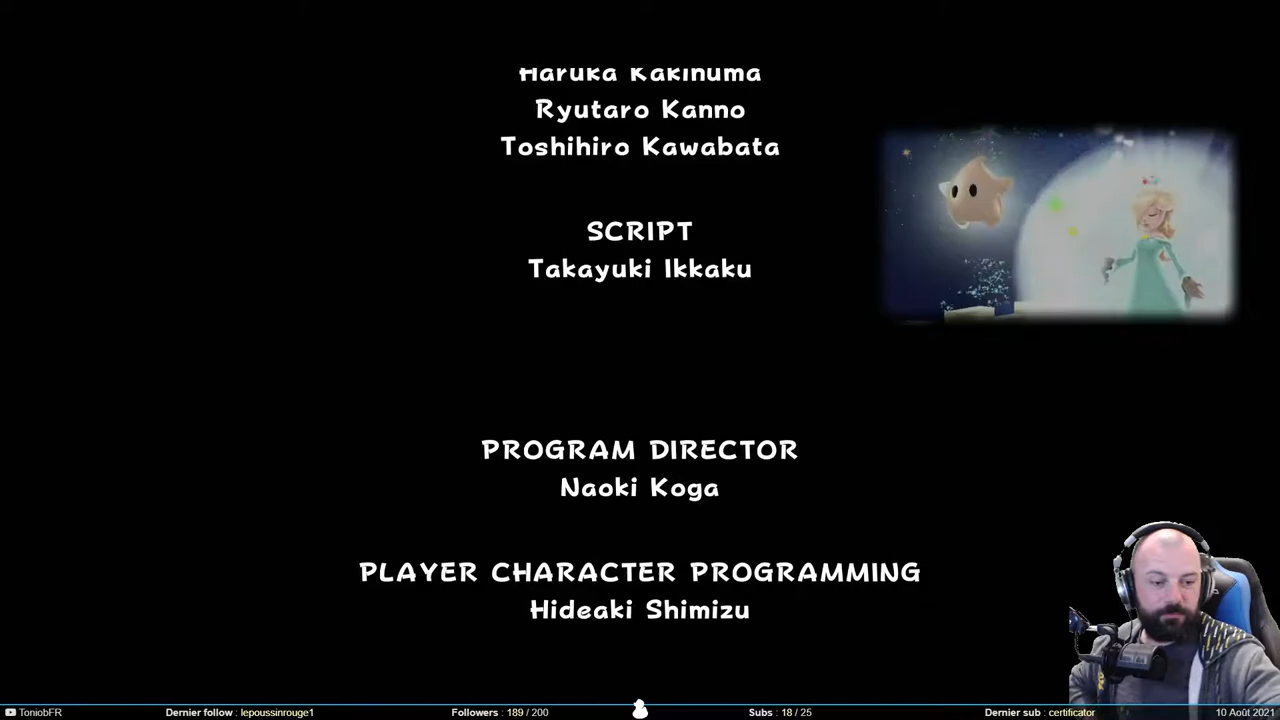 Haruka Kakinuma
Ryutaro Kanno
Toshihiro Kawabata
SCRIPT
Takayuki Ikkaku
PROGRAM DIRECTOR
Naoki Koga
PLAYER CHARACTER PROGRAMMING
Hideaki Shimizu
ToniobFR
Dernier follow : lepoussinrouge1
Followers : 189 / 200
Subs : 18 / 25
Dernier sub : certificator
10 Août 2021